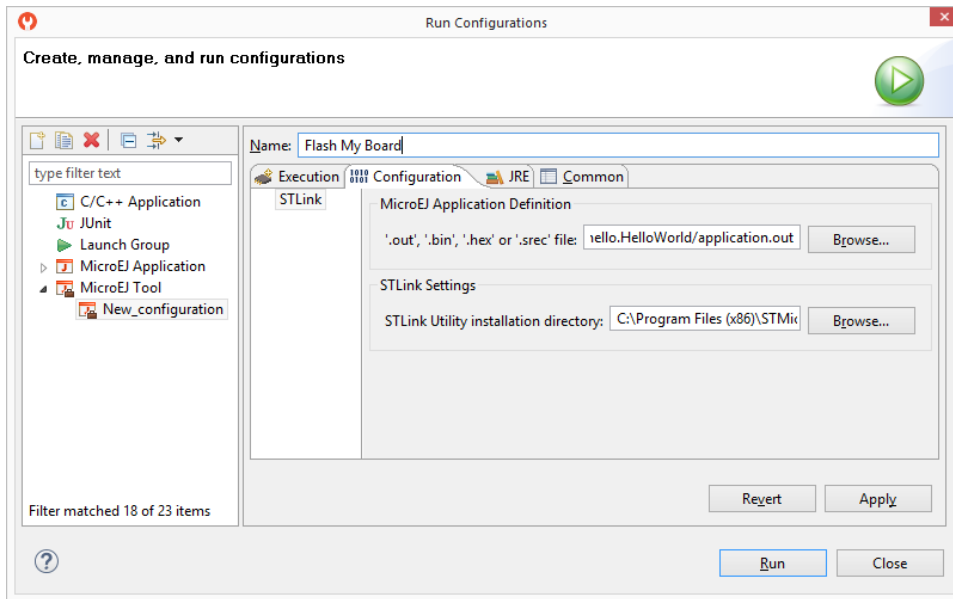 Run Configurations
Create, manage, and run configurations
type filter text
C/C++ Application
JUnit
Launch Group
MicroEJ Application
MicroEJ Tool
New_configuration
Filter matched 18 of 23 items
Name: Flash My Board
Execution Configuration JRE Common
STLink
MicroEJ Application Definition
'.out', '.bin', '.hex' or '.srec' file: hello.HelloWorld/application.out Browse...
STLink Settings
STLink Utility installation directory: C:\Program Files (x86)\STMic Browse...
Revert Apply
? Run Close